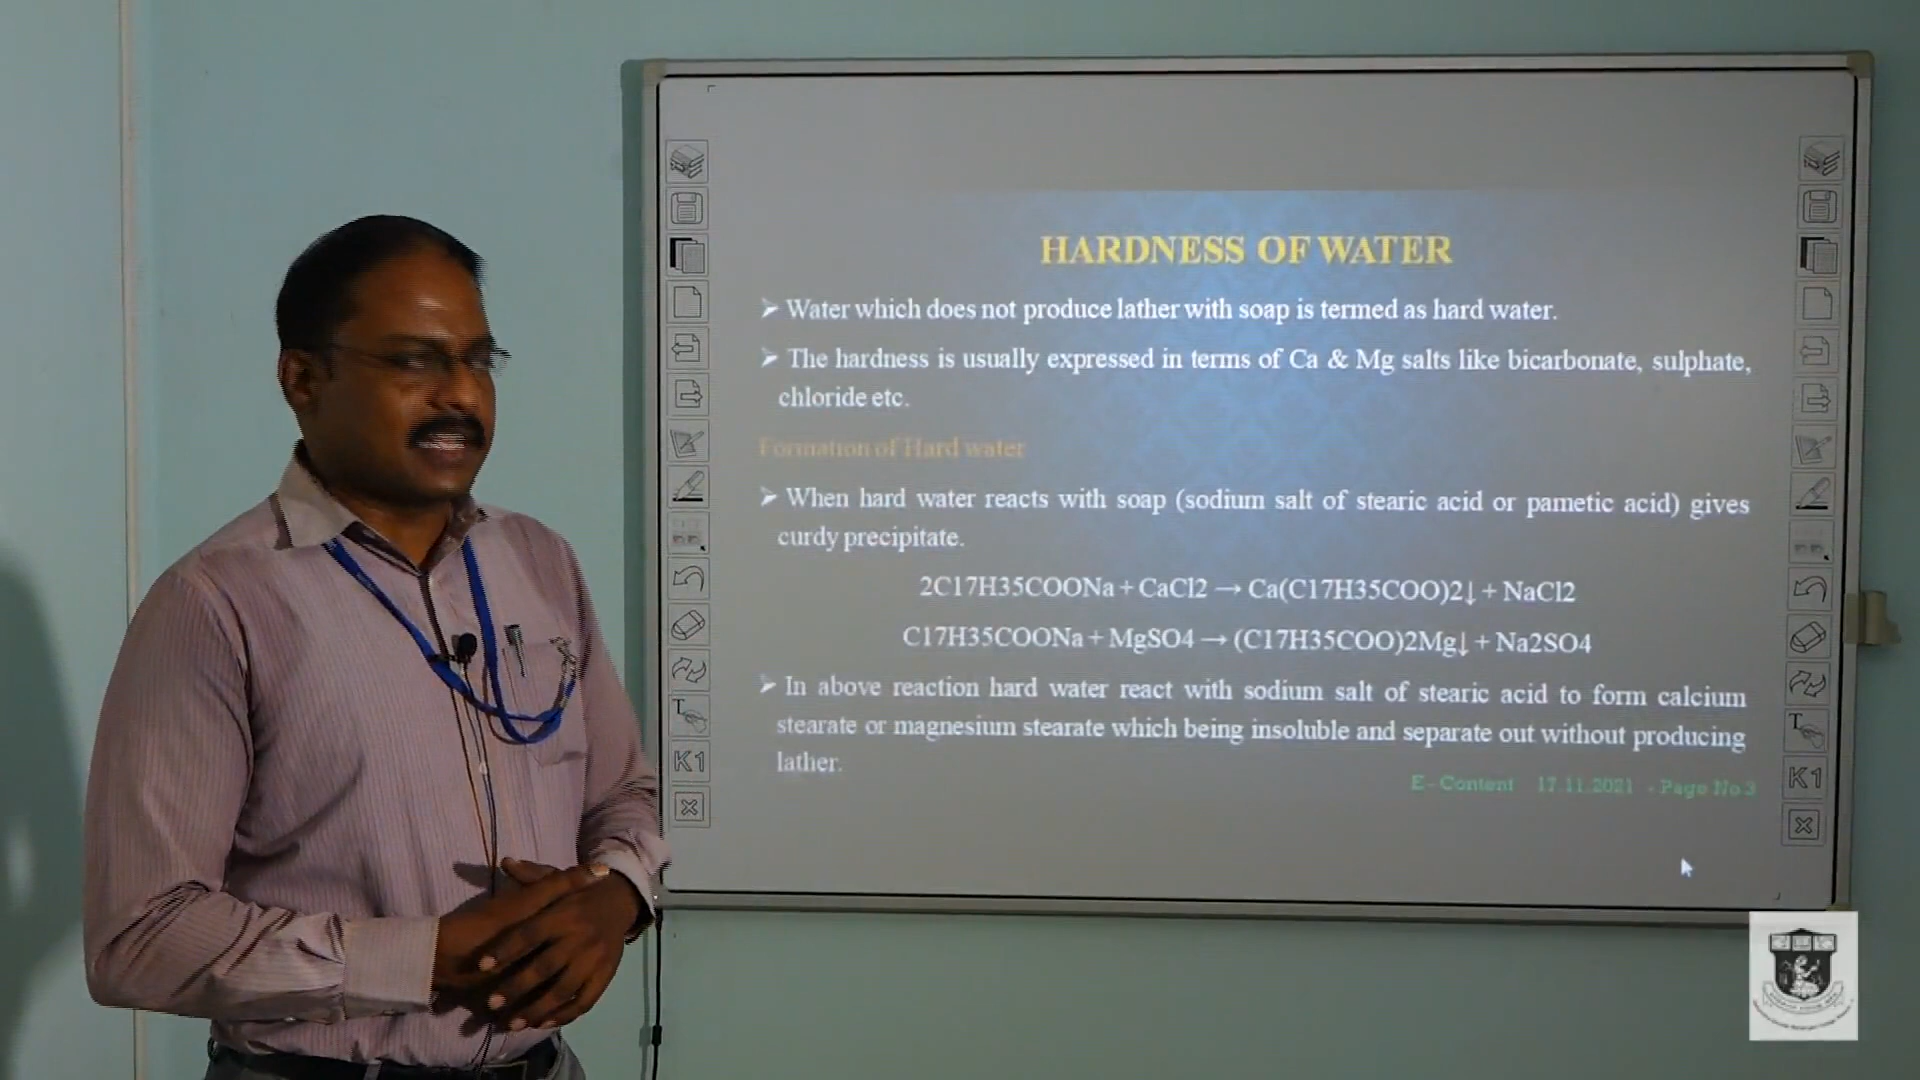 HARDNESS OF WATER
➤ Water which does not produce lather with soap is termed as hard water.
➤ The hardness is usually expressed in terms of Ca & Mg salts like bicarbonate, sulphate,
chloride etc.
Formation of Hard water
➤ When hard water reacts with soap (sodium salt of stearic acid or pametic acid) gives
curdy precipitate.
2C17H35COONa + CaCl2 → Ca(C17H35COO)2↓ + NaCl2
C17H35COONa + MgSO4 → (C17H35COO)2Mg↓ + Na2SO4
➤ In above reaction hard water react with sodium salt of stearic acid to form calcium
stearate or magnesium stearate which being insoluble and separate out without producing
lather.
E- Content 17.11.2021 - Page No 3
T
K1
T
K1